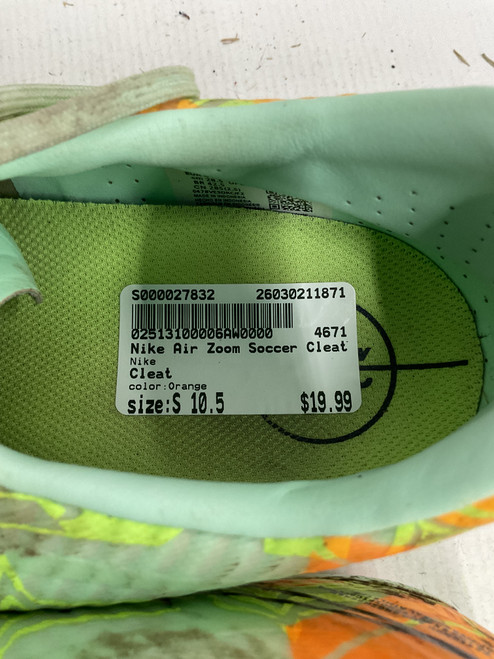 S000027832 26030211871
02513100006AW0000 4671
Nike Air Zoom Soccer Cleat
Nike
Cleat
color:Orange
size:S 10.5 $19.99